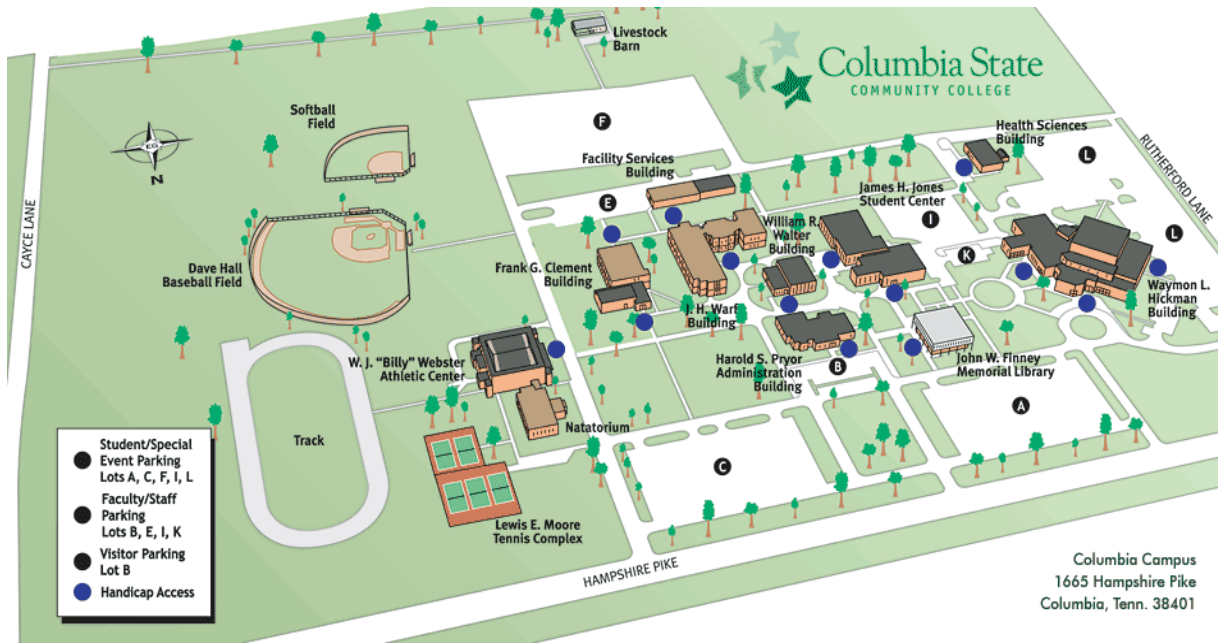 Livestock
Barn
Columbia State
COMMUNITY COLLEGE
Softball
Field
F
Health Sciences
Building
L
RUTHERFORD LANE
EG
N
Facility Services
Building
James H. Jones
Student Center
E
I
CAYCE LANE
William R.
Walter
Building
K
L
Dave Hall
Baseball Field
Frank G. Clement
Building
Waymon L.
Hickman
Building
J. H. Warf
Building
W. J. "Billy" Webster
Athletic Center
Harold S. Pryor
Administration
Building
B
John W. Finney
Memorial Library
A
Natatorium
Track
C
Student/Special
Event Parking
Lots A, C, F, I, L
Faculty/Staff
Parking
Lots B, E, I, K
Visitor Parking
Lot B
Handicap Access
Lewis E. Moore
Tennis Complex
HAMPSHIRE PIKE
Columbia Campus
1665 Hampshire Pike
Columbia, Tenn. 38401